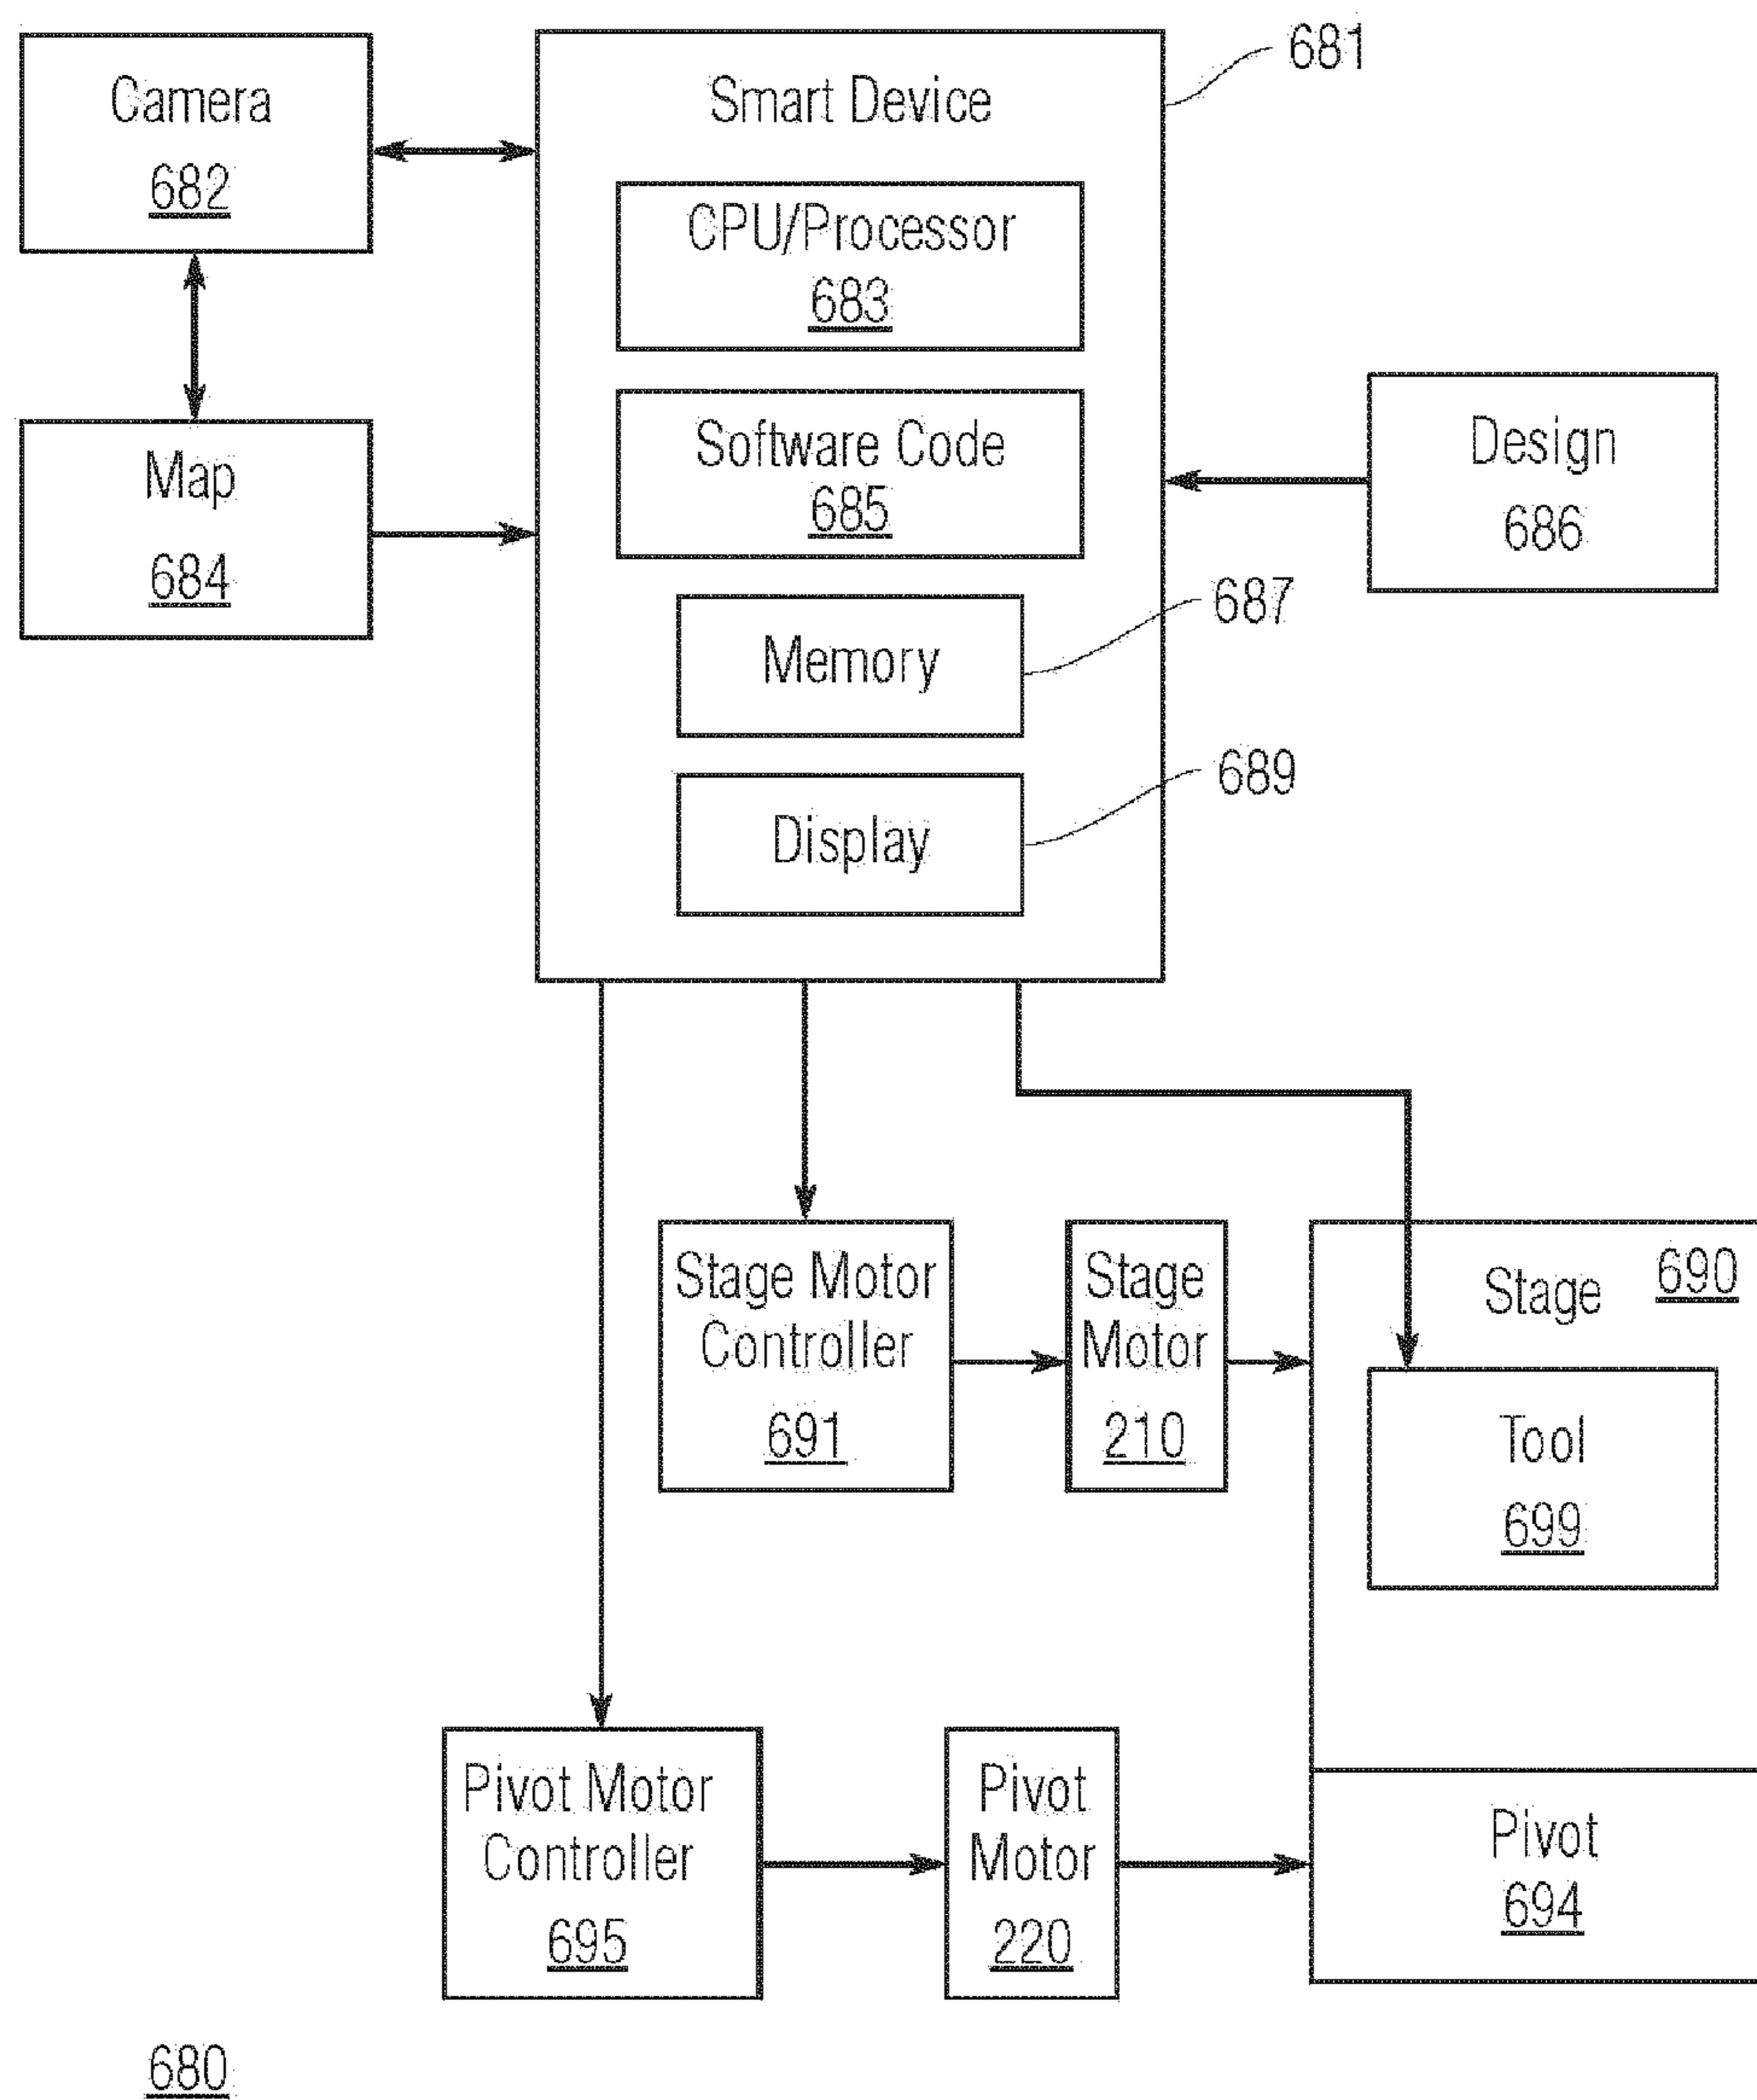 Camera
682
Smart Device
681
CPU/Processor
683
Software Code
685
Map
684
Design
686
Memory
687
Display
689
Stage Motor
Controller
691
Stage
Motor
210
Stage
690
Tool
699
Pivot Motor
Controller
695
Pivot
Motor
220
Pivot
694
680